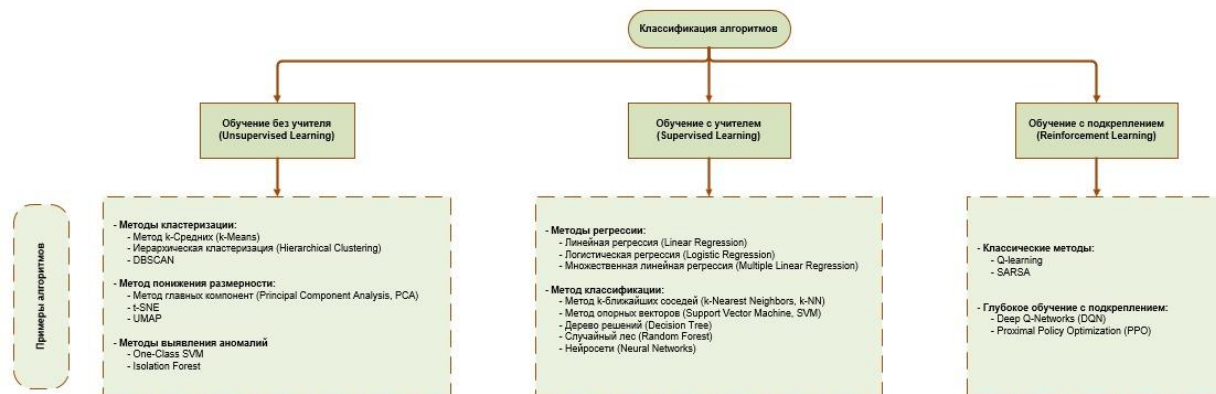 Классификация алгоритмов
Обучение без учителя
(Unsupervised Learning)
Обучение с учителем
(Supervised Learning)
Обучение с подкреплением
(Reinforcement Learning)
Примеры алгоритмов
- Методы кластеризации:
- Метод k-Средних (k-Means)
- Иерархическая кластеризация (Hierarchical Clustering)
- DBSCAN
- Метод понижения размерности:
- Метод главных компонент (Principal Component Analysis, PCA)
- t-SNE
- UMAP
- Методы выявления аномалий
- One-Class SVM
- Isolation Forest
- Методы регрессии:
- Линейная регрессия (Linear Regression)
- Логистическая регрессия (Logistic Regression)
- Множественная линейная регрессия (Multiple Linear Regression)
- Метод классификации:
- Метод k-ближайших соседей (k-Nearest Neighbors, k-NN)
- Метод опорных векторов (Support Vector Machine, SVM)
- Дерево решений (Decision Tree)
- Случайный лес (Random Forest)
- Нейросети (Neural Networks)
- Классические методы:
- Q-learning
- SARSA
- Глубокое обучение с подкреплением:
- Deep Q-Networks (DQN)
- Proximal Policy Optimization (PPO)